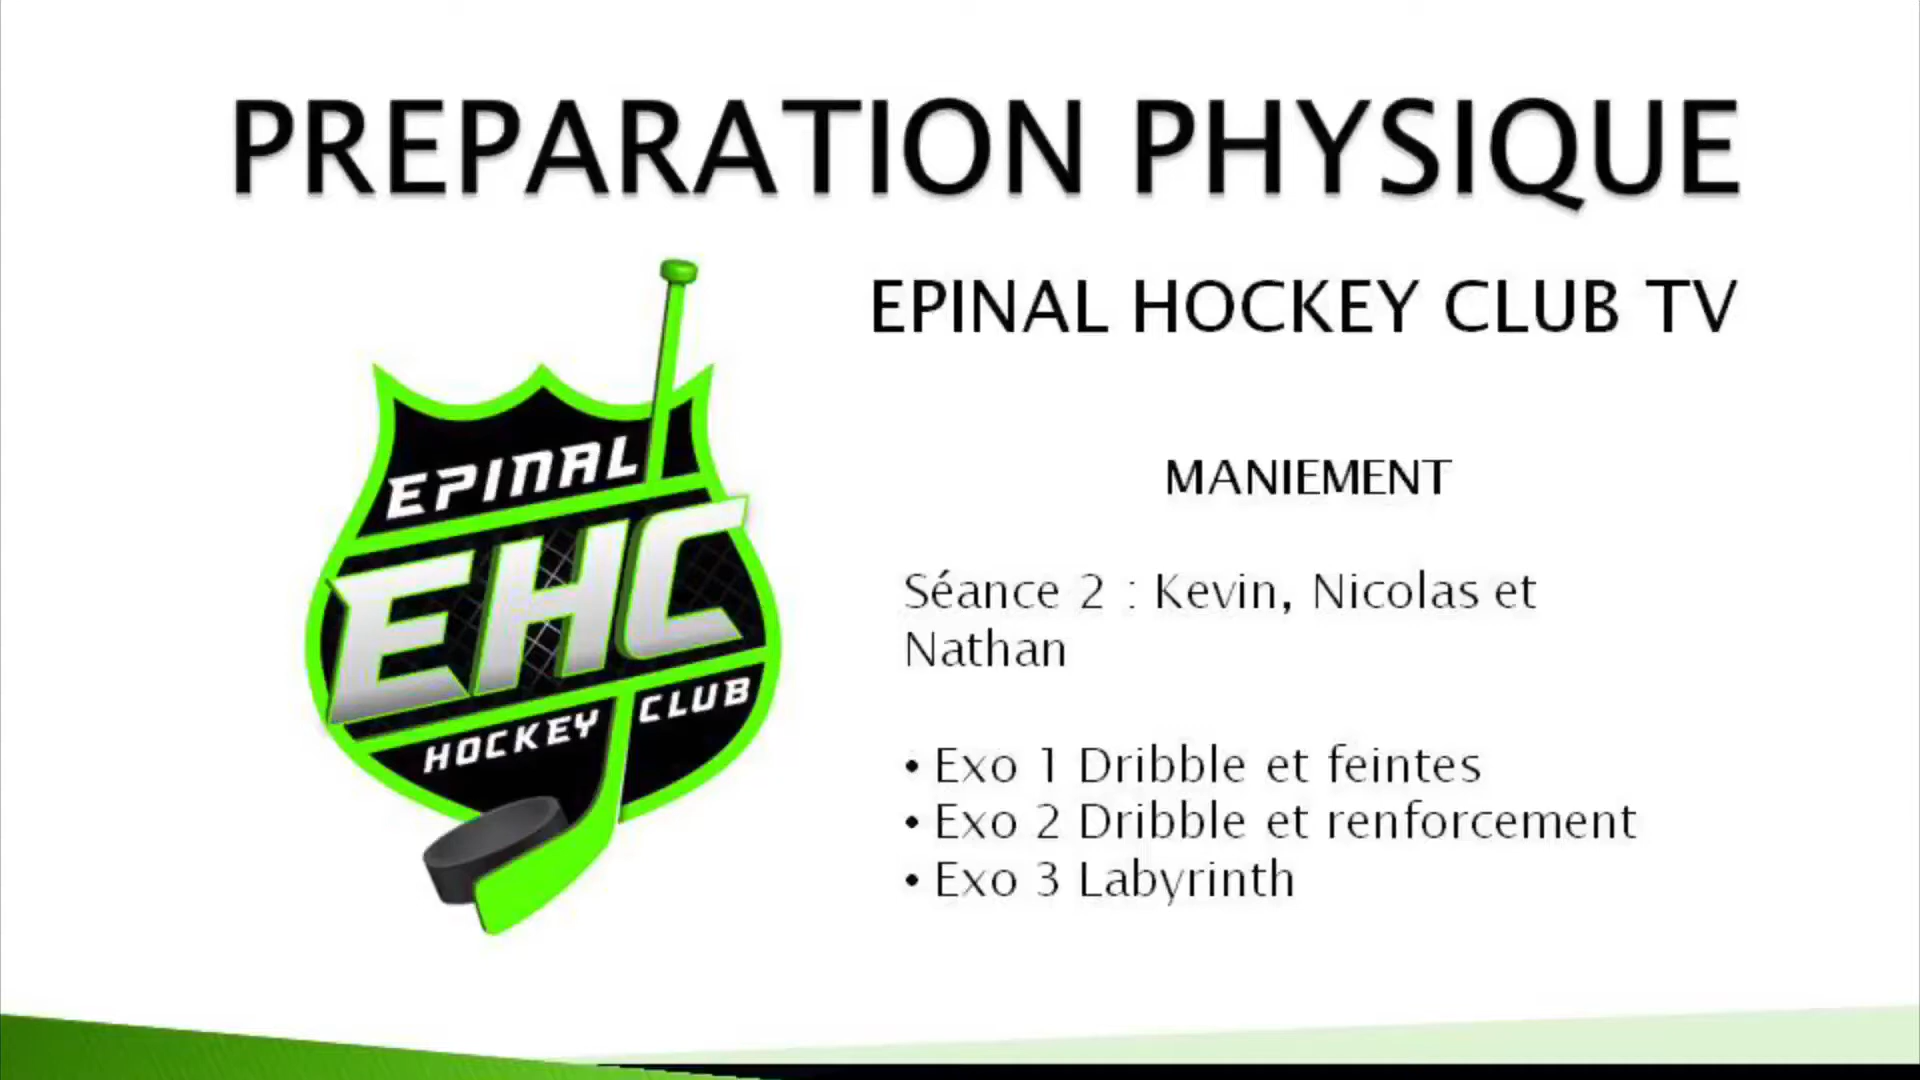 PREPARATION PHYSIQUE
EPINAL HOCKEY CLUB TV
EPINAL
EHC
HOCKEY CLUB
MANIEMENT
Séance 2 : Kevin, Nicolas et
Nathan
• Exo 1 Dribble et feintes
• Exo 2 Dribble et renforcement
• Exo 3 Labyrinth